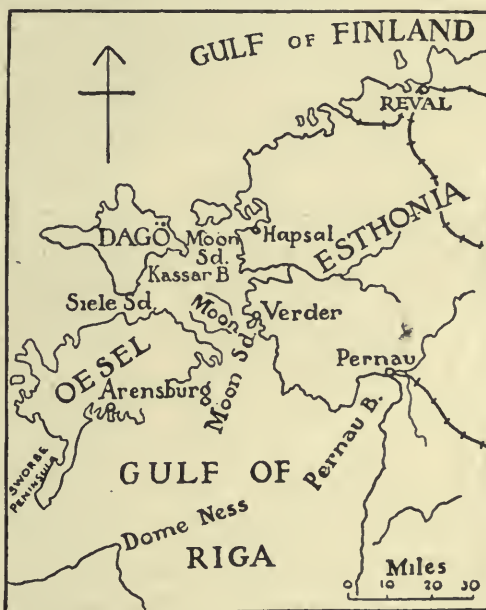 GULF OF FINLAND
REVAL
ESTHONIA
DAGÖ
Moon
Sd.
Hapsal
Kassar B
Siele Sd.
Moon
Verder
OESEL
Arensburg
Moon Sd
Pernau
SWORBE
PENINSULA
Pernau B.
GULF OF
RIGA
Dome Ness
Miles
0 10 20 30